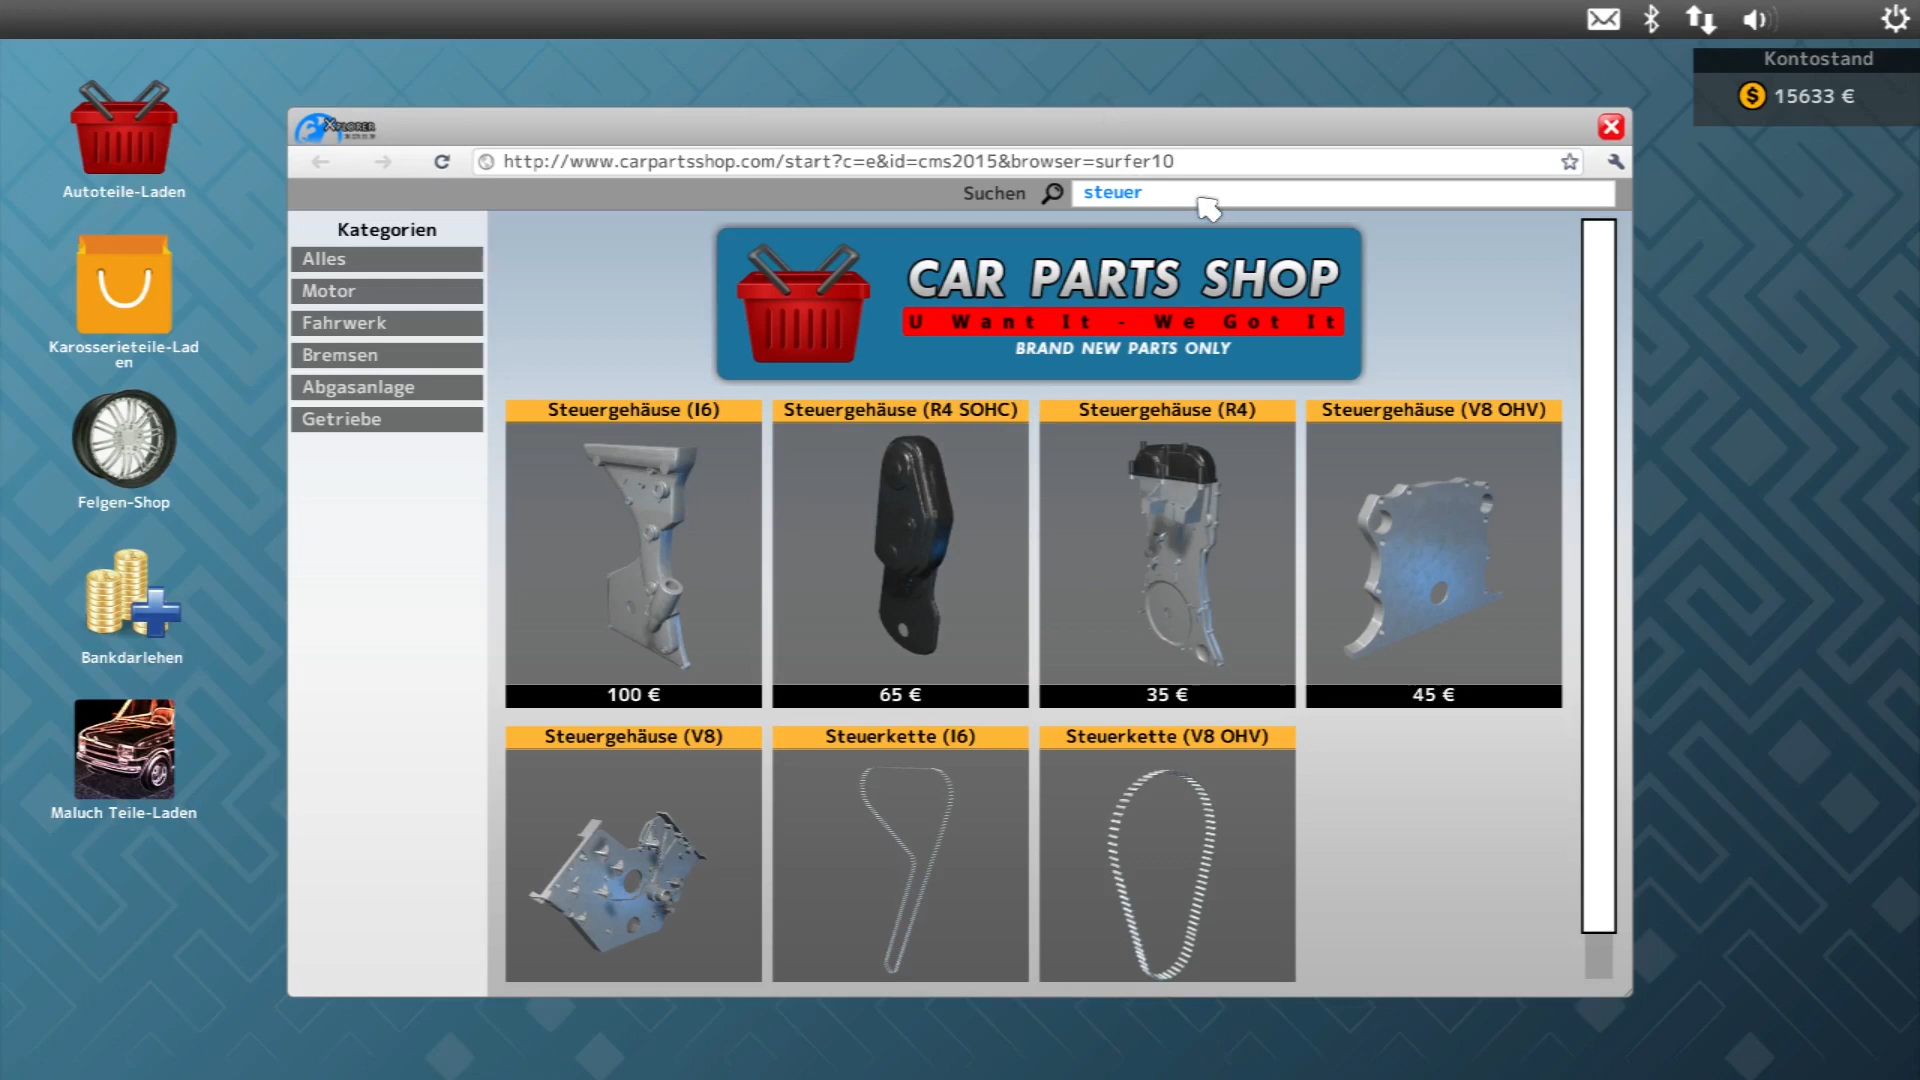 Kontostand
15633 €
Autoteile-Laden
Karosserieteile-Lad
en
Felgen-Shop
Bankdarlehen
Maluch Teile-Laden
XPLORER
http://www.carpartsshop.com/start?c=e&id=cms2015&browser=surfer10
Suchen steuer
Kategorien
Alles
Motor
Fahrwerk
Bremsen
Abgasanlage
Getriebe
CAR PARTS SHOP
U Want It - We Got It
BRAND NEW PARTS ONLY
Steuergehäuse (I6)
100 €
Steuergehäuse (R4 SOHC)
65 €
Steuergehäuse (R4)
35 €
Steuergehäuse (V8 OHV)
45 €
Steuergehäuse (V8)
Steuerkette (I6)
Steuerkette (V8 OHV)